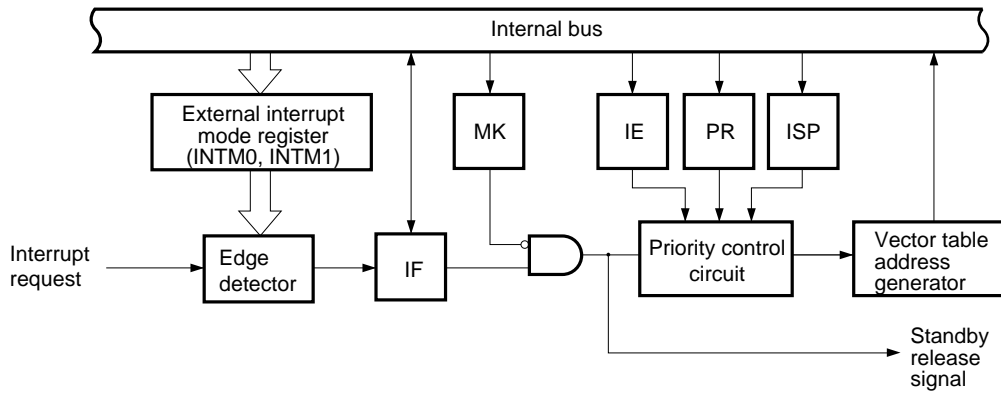 Internal bus
External interrupt
mode register
(INTM0, INTM1)
MK
IE
PR
ISP
Interrupt
request
Edge
detector
IF
Priority control
circuit
Vector table
address
generator
Standby
release
signal